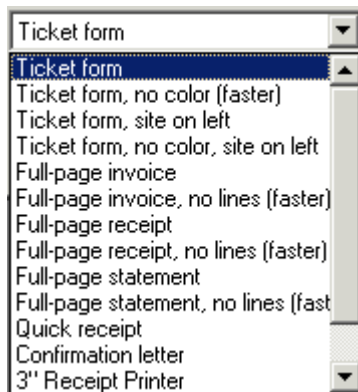 Ticket form
Ticket form
Ticket form, no color (faster)
Ticket form, site on left
Ticket form, no color, site on left
Full-page invoice
Full-page invoice, no lines (faster)
Full-page receipt
Full-page receipt, no lines (faster)
Full-page statement
Full-page statement, no lines (fast
Quick receipt
Confirmation letter
3" Receipt Printer